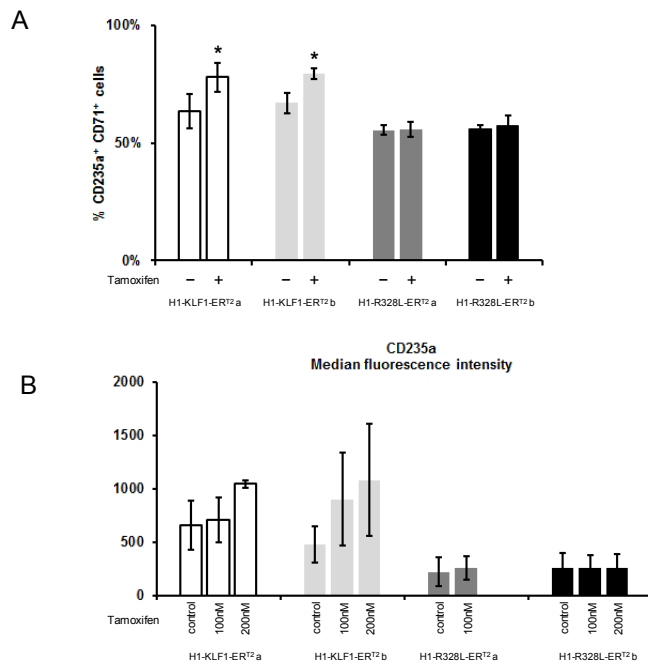 A
% CD235a⁺ CD71⁺ cells
100%
50%
0%
* *
Tamoxifen − + − + − + − +
H1-KLF1-ERᵀ² a H1-KLF1-ERᵀ² b H1-R328L-ERᵀ² a H1-R328L-ERᵀ² b
B
CD235a
Median fluorescence intensity
2000
1500
1000
500
0
Tamoxifen control 100nM 200nM control 100nM 200nM control 100nM control 100nM 200nM
H1-KLF1-ERᵀ² a H1-KLF1-ERᵀ² b H1-R328L-ERᵀ² a H1-R328L-ERᵀ² b